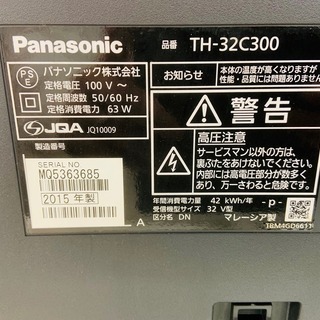 Panasonic
品番 TH-32C300
PS
E
パナソニック株式会社
定格電圧 100 V～
定格周波数 50/60 Hz
定格消費電力 63 W
JQA JQ10009
製造番号
SERIAL NO
MQ5363685
2015 年製
A
お知らせ
本体の温度が高くなりますが
性能・品質には問題ありません
警告
高圧注意
サービスマン以外の方は、
裏ぶたをあけないでください。
内部には高電圧部分が数多く
あり、万一さわると危険です。
年間消費電力量 42 kWh/年
受信機型サイズ 32 V型
区分名 DN
マレーシア製
- p -
TBM4GD6611